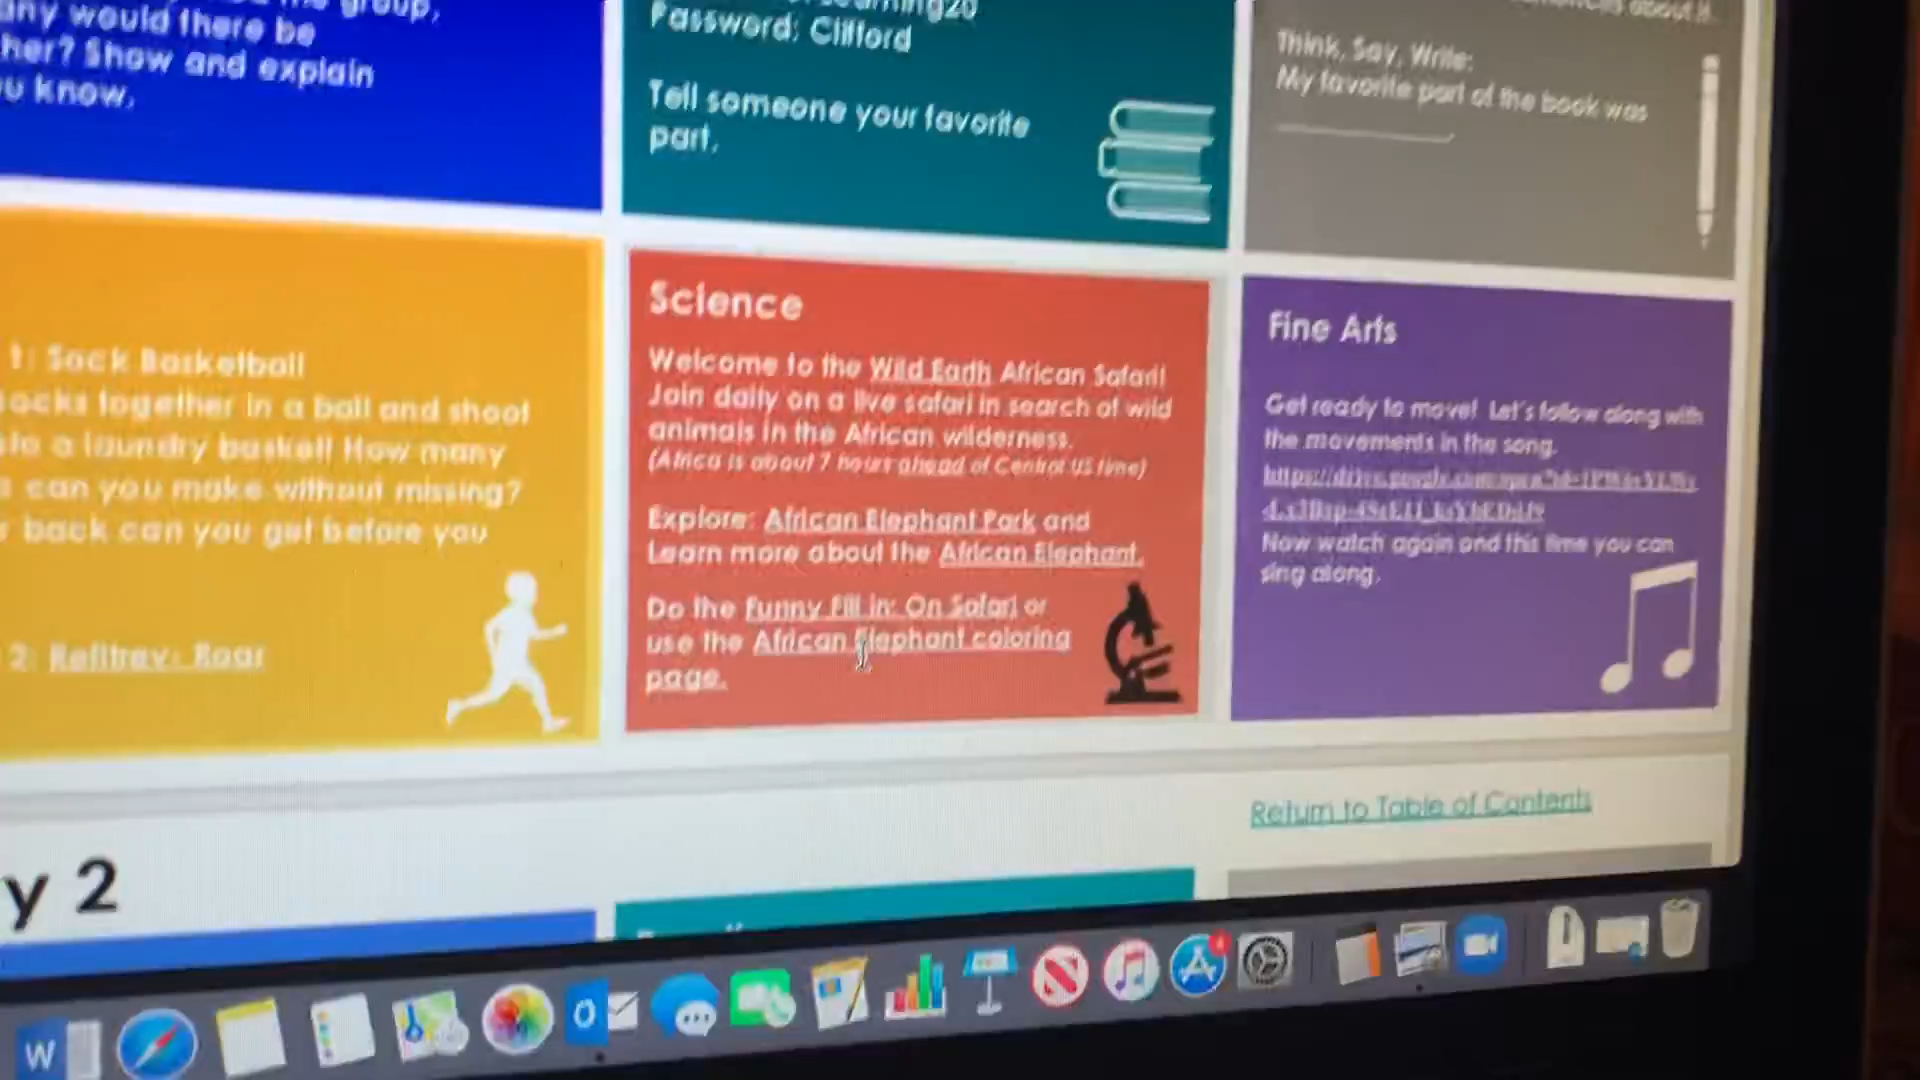 group,
any would there be
her? Show and explain
u know.
Password: Clifford
Tell someone your favorite
part.
about it.
Think, Say, Write:
My favorite part of the book was
1: Sock Basketball
socks together in a ball and shoot
a laundry basket! How many
can you make without missing?
back can you get before you
2: Refitrev: Roar
Science
Welcome to the Wild Earth African Safari!
Join daily on a live safari in search of wild
animals in the African wilderness.
(Africa is about 7 hours ahead of Central US time)
Explore: African Elephant Park and
Learn more about the African Elephant.
Do the Funny Fill in: On Safari or
use the African Elephant coloring
page.
Fine Arts
Get ready to move! Let's follow along with
the movements in the song.
Now watch again and this time you can
sing along.
Return to Table of Contents
y 2
W